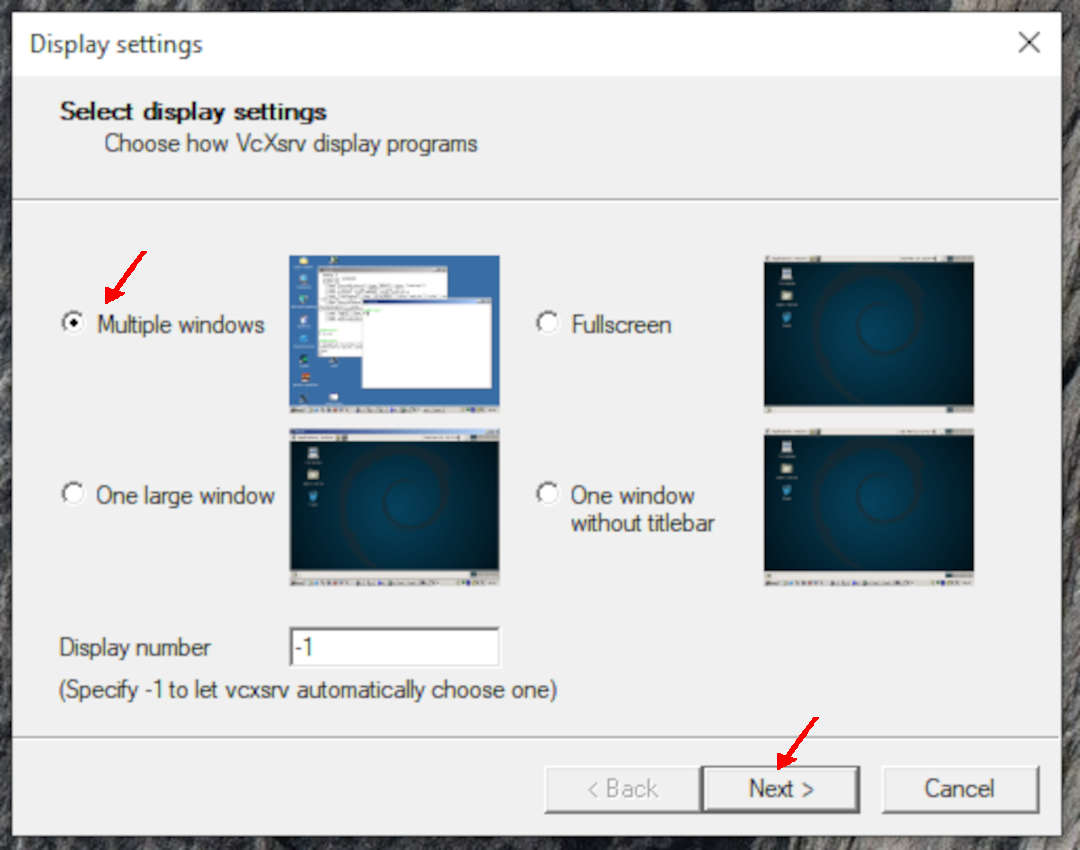 Display settings
Select display settings
Choose how VcXsrv display programs
Multiple windows
Fullscreen
One large window
One window
without titlebar
Display number
-1
(Specify -1 to let vcxsrv automatically choose one)
< Back
Next >
Cancel